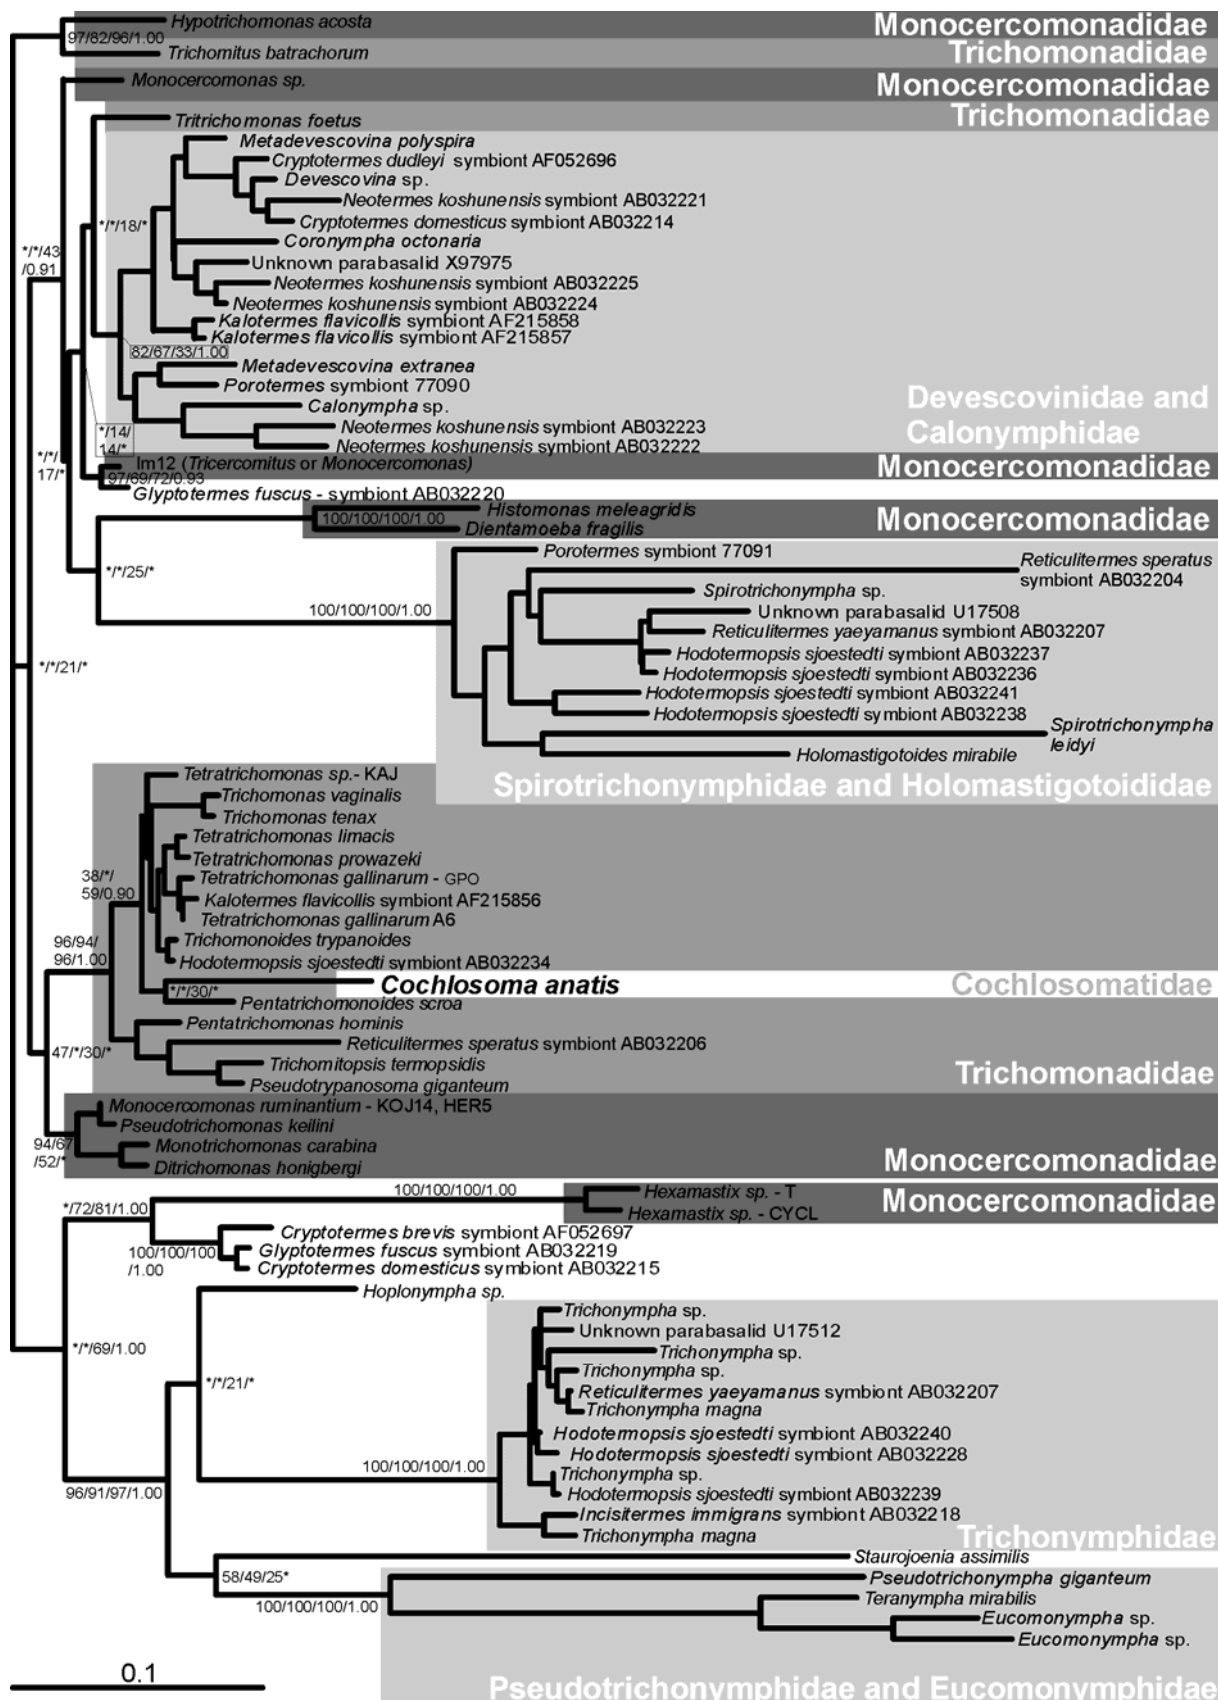 Hypotrichomonas acosta
Monocercomonadidae
97/82/96/1.00
Trichomitus batrachorum
Trichomonadidae
Monocercomonas sp.
Monocercomonadidae
Tritrichomonas foetus
Trichomonadidae
Metadevescovina polyspira
Cryptotermes dudleyi symbiont AF052696
Devescovina sp.
Neotermes koshunensis symbiont AB032221
*/*/18/*
Cryptotermes domesticus symbiont AB032214
Coronympha octonaria
*/*/43
/0.91
Unknown parabasalid X97975
Neotermes koshunensis symbiont AB032225
Neotermes koshunensis symbiont AB032224
Kalotermes flavicollis symbiont AF215858
Kalotermes flavicollis symbiont AF215857
82/67/33/1.00
Metadevescovina extranea
Porotermes symbiont 77090
Calonympha sp.
Devescovinidae and
Calonymphidae
*/14/
14/*
Neotermes koshunensis symbiont AB032223
Neotermes koshunensis symbiont AB032222
*/*/
17/*
Im12 (Tricercomitus or Monocercomonas)
Monocercomonadidae
97/69/72/0.93
Glyptotermes fuscus - symbiont AB032220
Histomonas meleagridis
100/100/100/1.00
Dientamoeba fragilis
Monocercomonadidae
Porotermes symbiont 77091
Reticulitermes speratus
symbiont AB032204
*/*/25/*
Spirotrichonympha sp.
100/100/100/1.00
Unknown parabasalid U17508
Reticulitermes yaeyamanus symbiont AB032207
Hodotermopsis sjoestedti symbiont AB032237
*/*/21/*
Hodotermopsis sjoestedti symbiont AB032236
Hodotermopsis sjoestedti symbiont AB032241
Hodotermopsis sjoestedti symbiont AB032238
Spirotrichonympha
leidyi
Holomastigotoides mirabile
Spirotrichonymphidae and Holomastigotoididae
Tetratrichomonas sp.- KAJ
Trichomonas vaginalis
Trichomonas tenax
Tetratrichomonas limacis
Tetratrichomonas prowazeki
38/*/
59/0.90
Tetratrichomonas gallinarum - GPO
Kalotermes flavicollis symbiont AF215856
Tetratrichomonas gallinarum A6
96/94/
96/1.00
Trichomonoides trypanoides
Hodotermopsis sjoestedti symbiont AB032234
Cochlosoma anatis
Cochlosomatidae
*/*/30/*
Pentatrichomonoides scroa
Pentatrichomonas hominis
47/*/30/*
Reticulitermes speratus symbiont AB032206
Trichomitopsis termopsidis
Trichomonadidae
Pseudotrypanosoma giganteum
Monocercomonas ruminantium - KOJ14, HER5
Pseudotrichomonas keilini
94/67
/52/*
Monotrichomonas carabina
Ditrichomonas honigbergi
Monocercomonadidae
100/100/100/1.00
Hexamastix sp. - T
Monocercomonadidae
*/72/81/1.00
Hexamastix sp. - CYCL
Cryptotermes brevis symbiont AF052697
100/100/100
/1.00
Glyptotermes fuscus symbiont AB032219
Cryptotermes domesticus symbiont AB032215
Hoplonympha sp.
Trichonympha sp.
Unknown parabasalid U17512
*/*/69/1.00
Trichonympha sp.
Trichonympha sp.
*/*/21/*
Reticulitermes yaeyamanus symbiont AB032207
Trichonympha magna
Hodotermopsis sjoestedti symbiont AB032240
Hodotermopsis sjoestedti symbiont AB032228
100/100/100/1.00
Trichonympha sp.
96/91/97/1.00
Hodotermopsis sjoestedti symbiont AB032239
Incisitermes immigrans symbiont AB032218
Trichonympha magna
Trichonymphidae
Staurojoenia assimilis
58/49/25*
Pseudotrichonympha giganteum
100/100/100/1.00
Teranympha mirabilis
Eucomonympha sp.
Eucomonympha sp.
0.1
Pseudotrichonymphidae and Eucomonymphidae